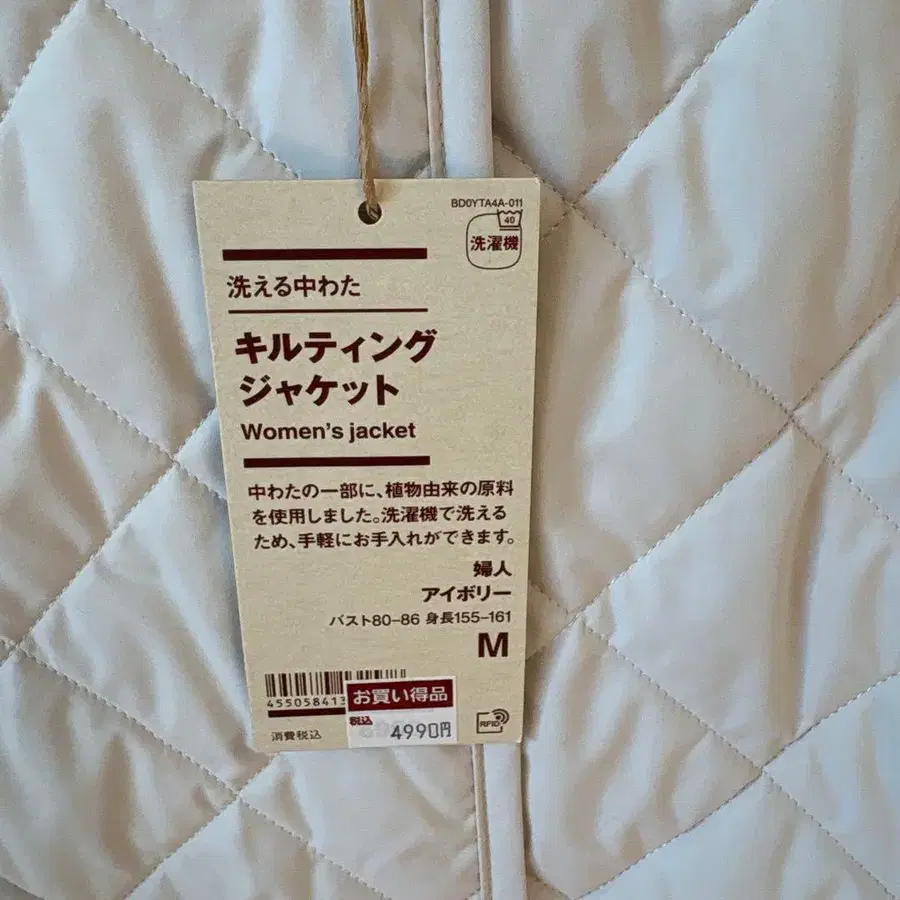 BD0YTA4A-011
40
洗濯機
洗える中わた
キルティング
ジャケット
Women's jacket
中わたの一部に、植物由来の原料
を使用しました。洗濯機で洗える
ため、手軽にお手入れができます。
婦人
アイボリー
バスト80-86 身長155-161
M
45505841
お買い得品
税込
4990円
消費税込
RFID